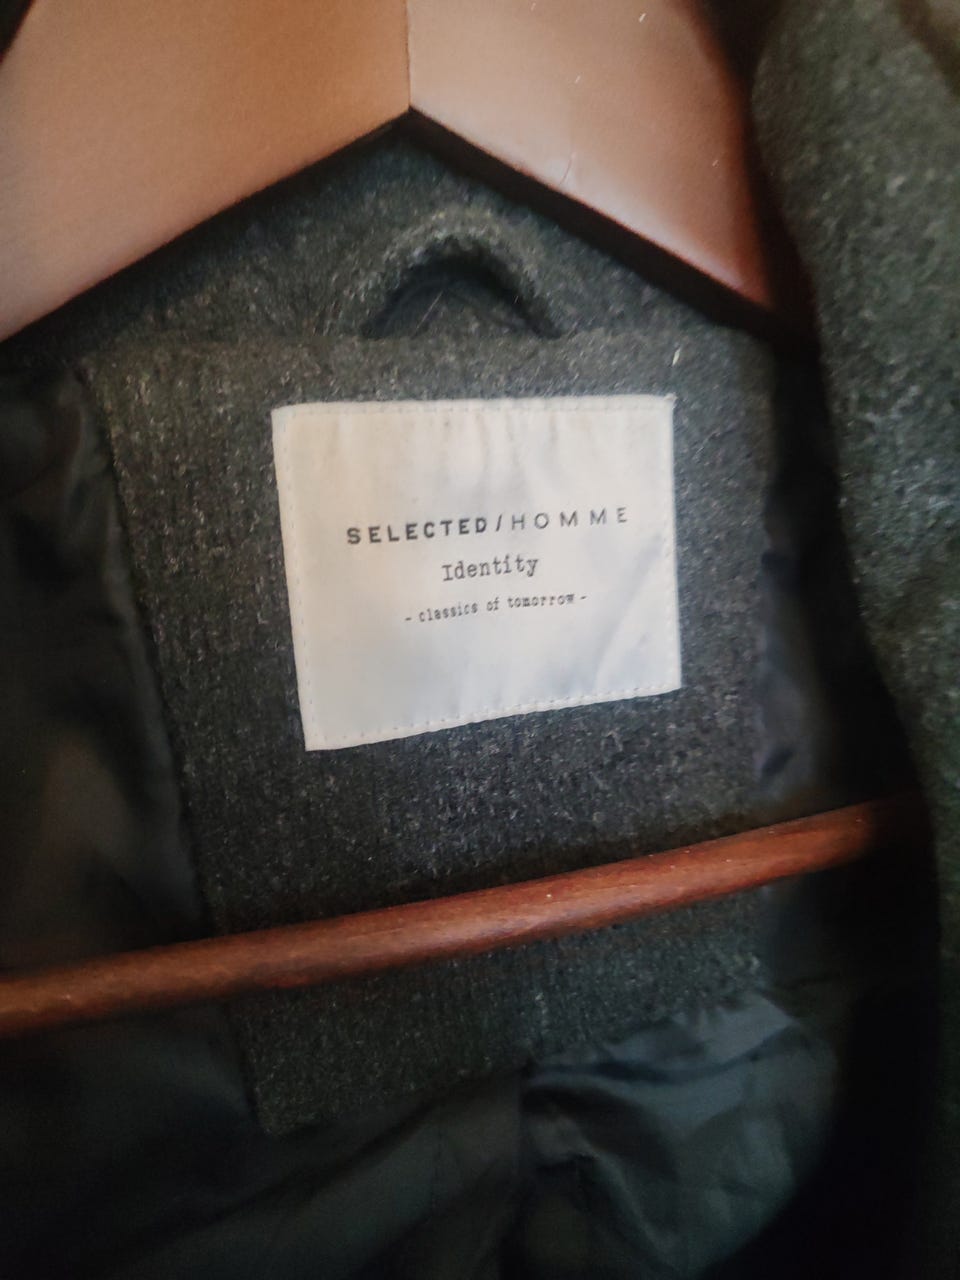 SELECTED/HOMME
Identity
- classics of tomorrow -